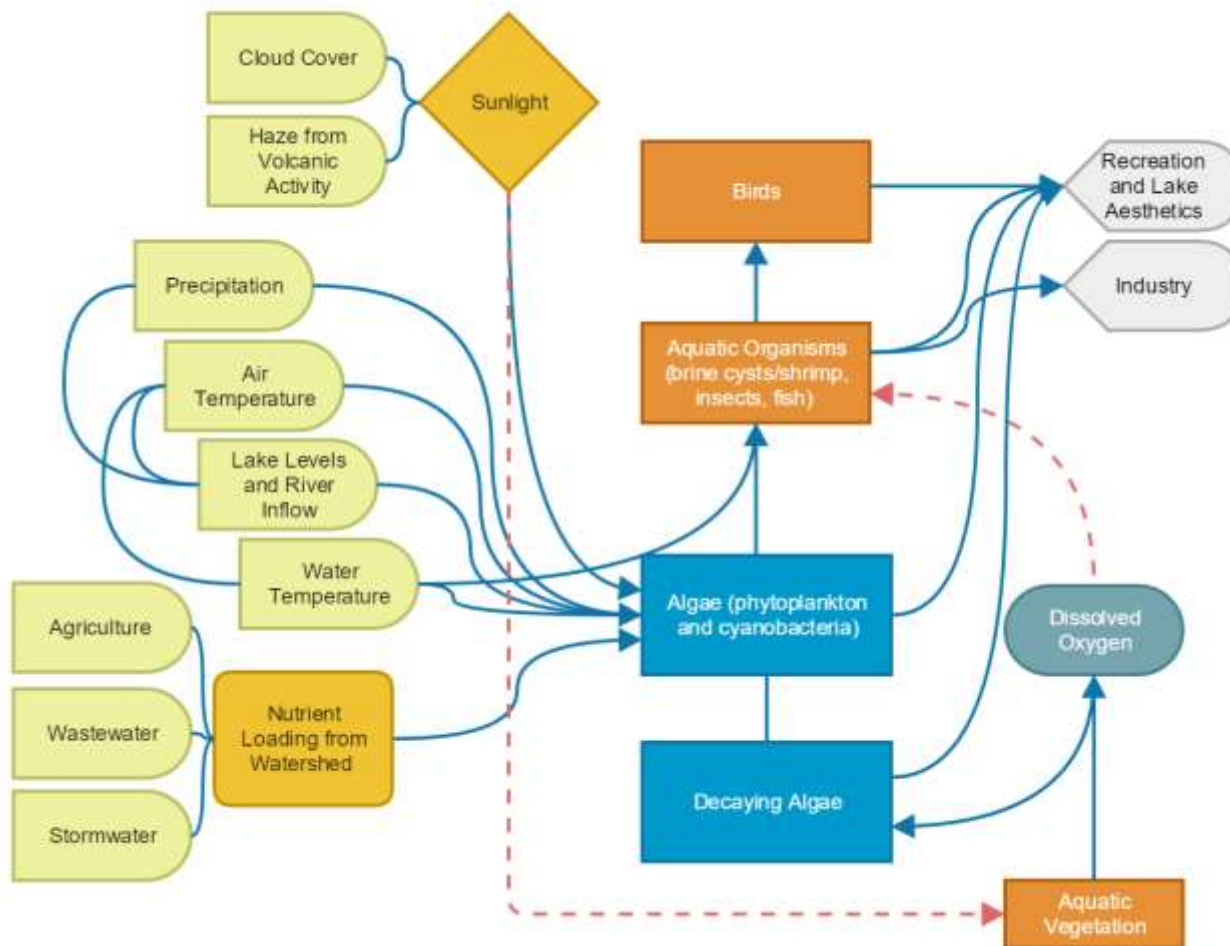 Cloud Cover
Haze from
Volcanic
Activity
Sunlight
Birds
Recreation
and Lake
Aesthetics
Industry
Precipitation
Air
Temperature
Aquatic Organisms
(brine cysts/shrimp,
insects, fish)
Lake Levels
and River
Inflow
Water
Temperature
Algae (phytoplankton
and cyanobacteria)
Dissolved
Oxygen
Agriculture
Wastewater
Stormwater
Nutrient
Loading from
Watershed
Decaying Algae
Aquatic
Vegetation